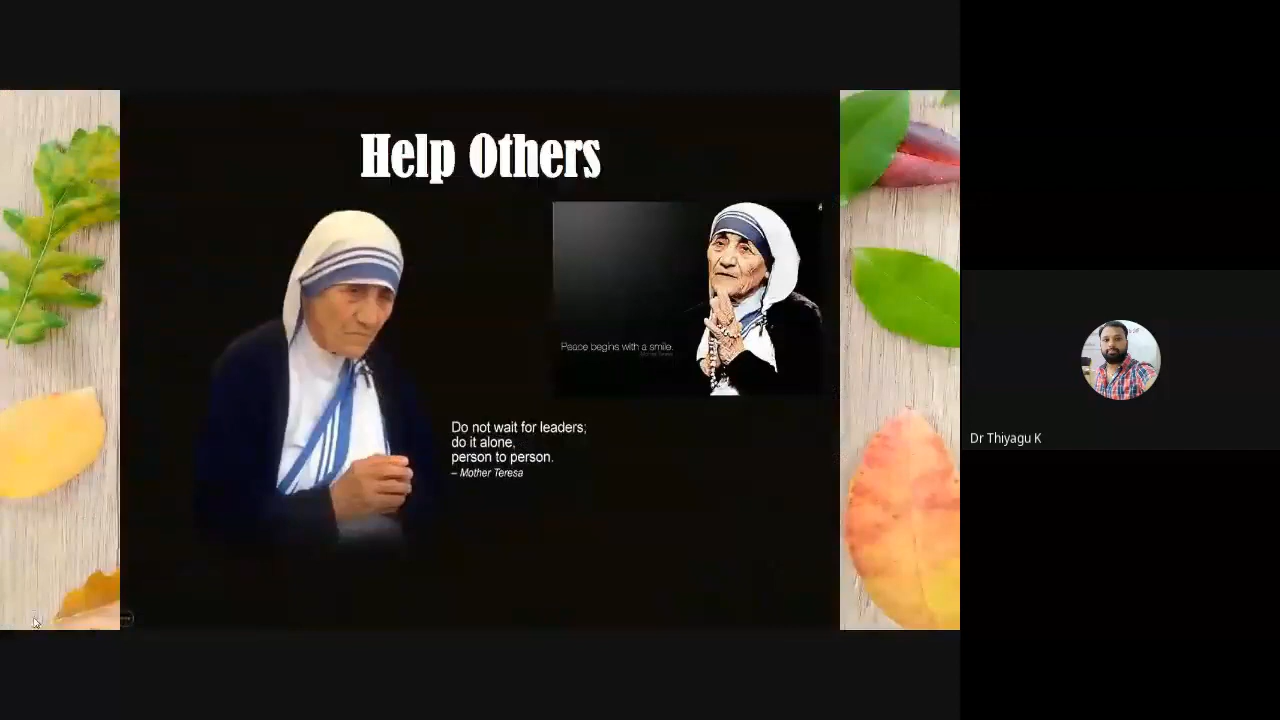 Help Others
Peace begins with a smile.
Do not wait for leaders;
do it alone,
person to person.
– Mother Teresa
Dr Thiyagu K